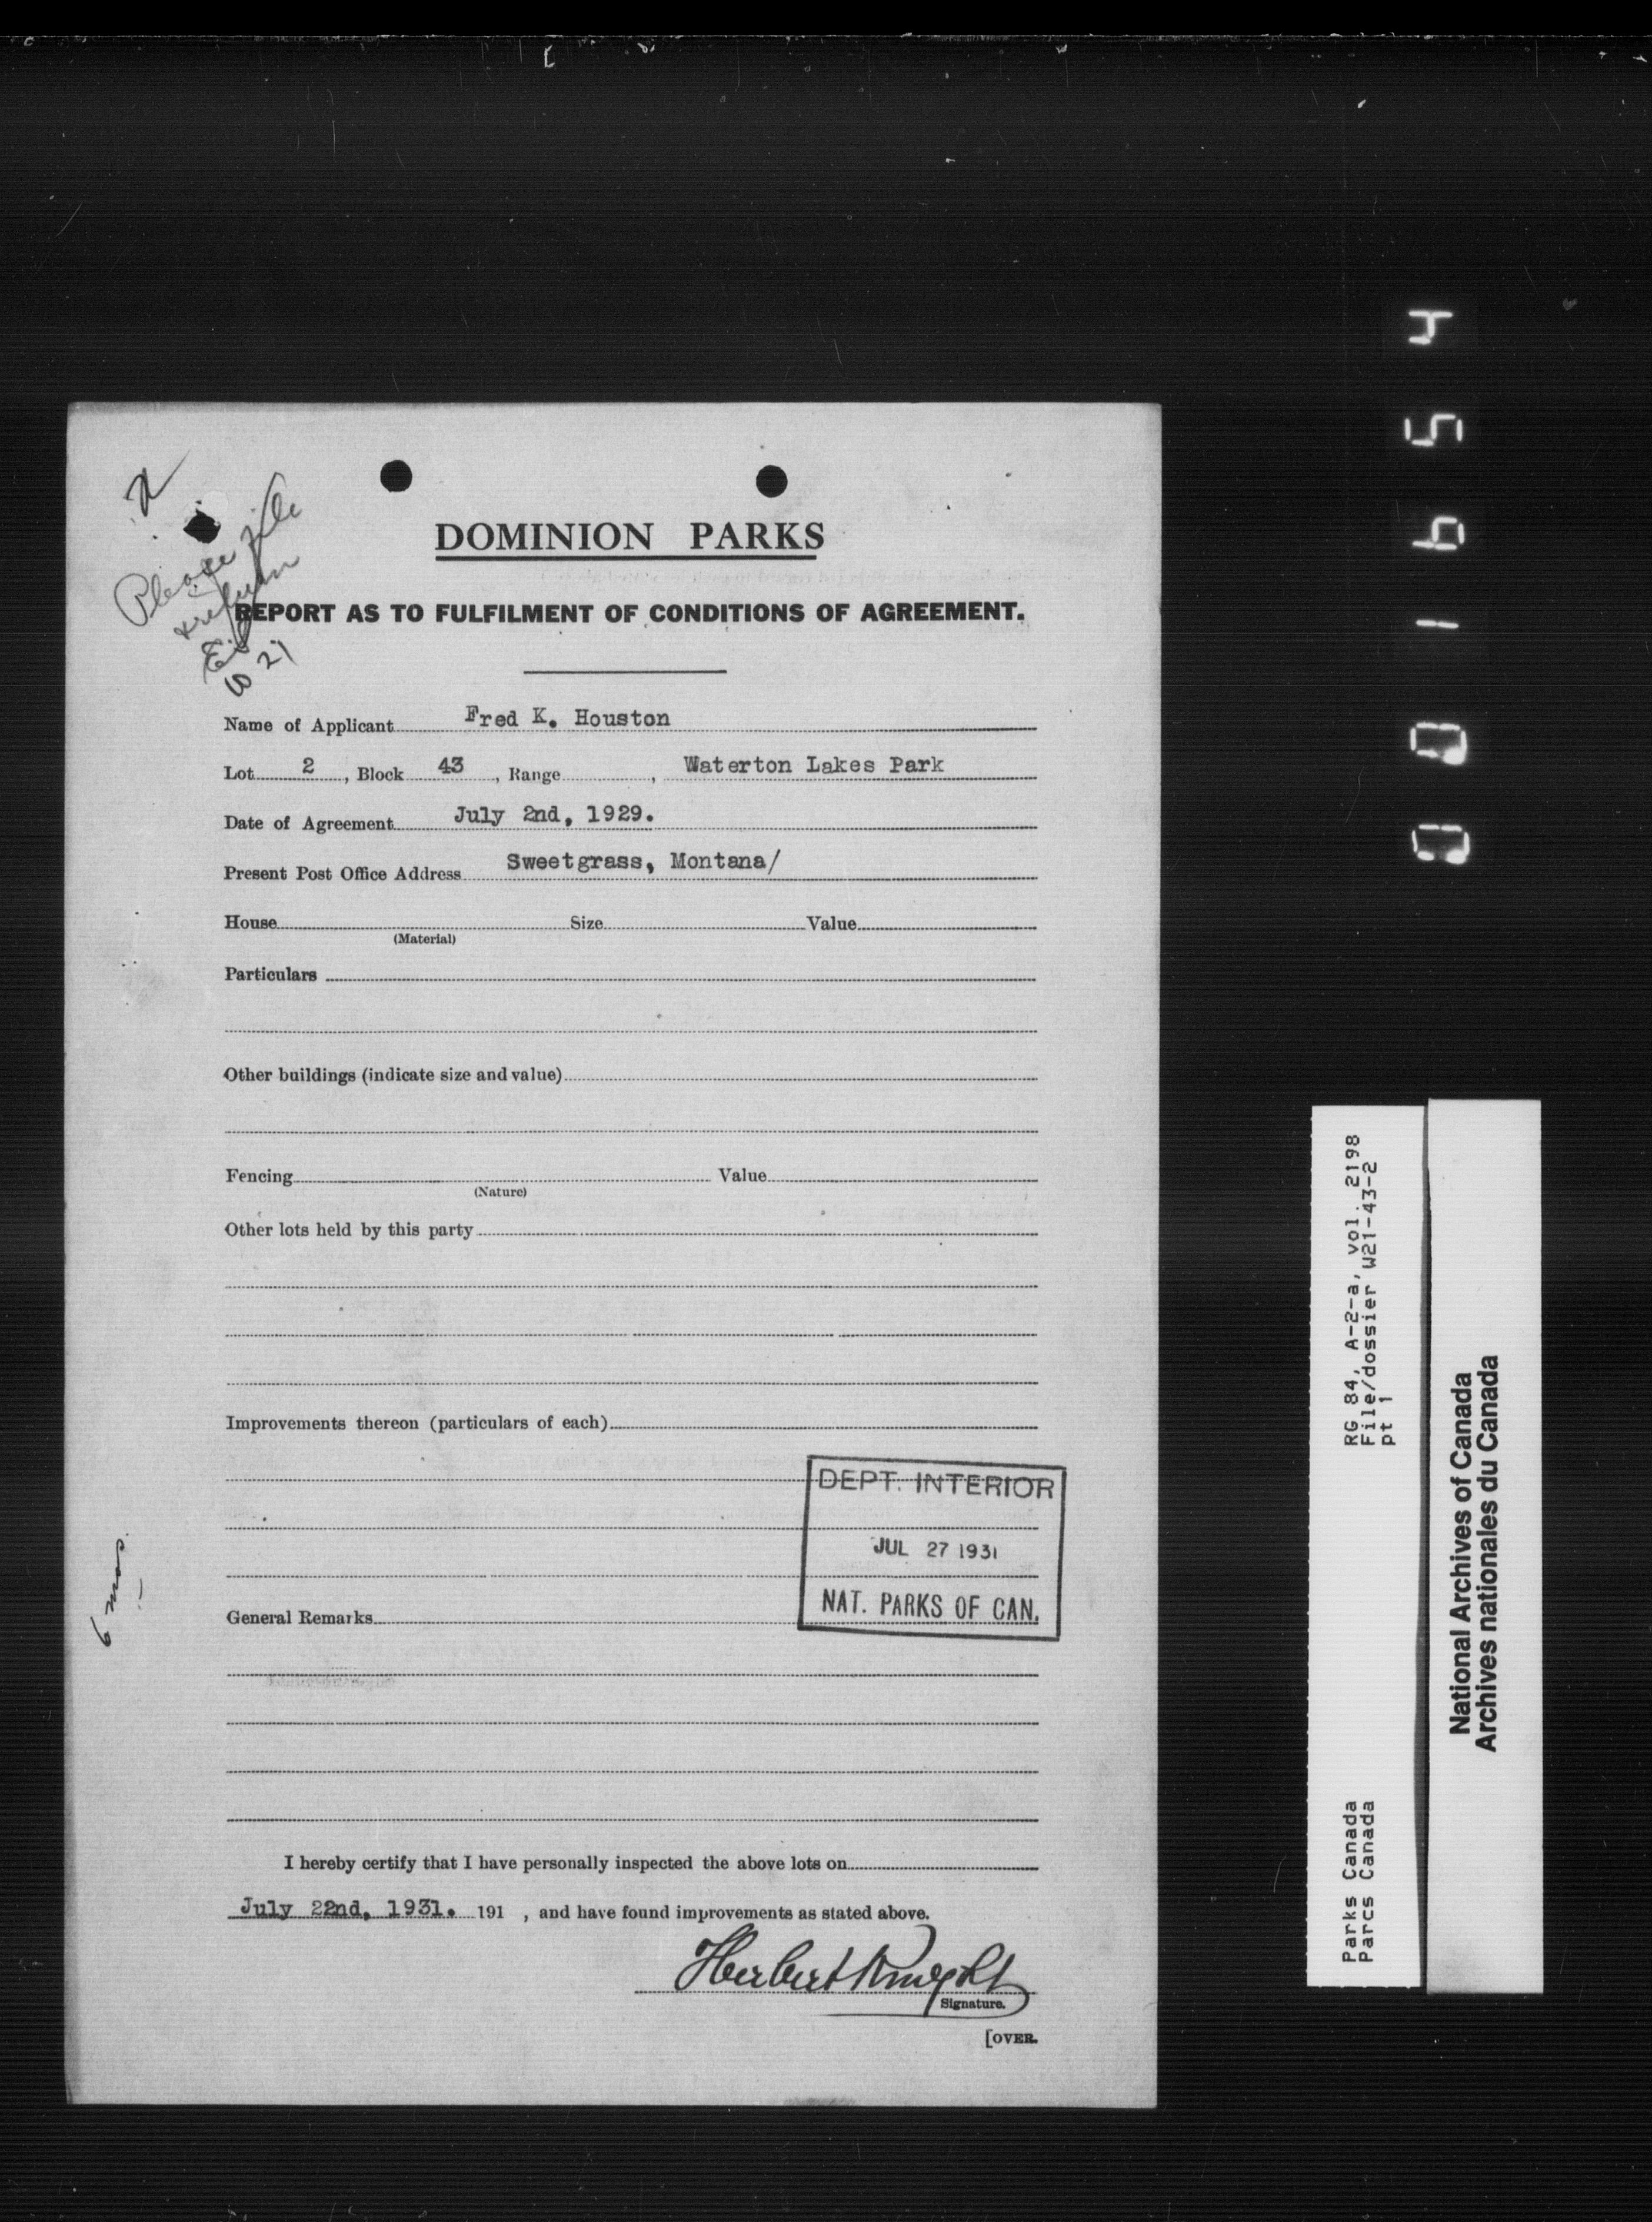 Please file
& return
DOMINION PARKS
REPORT AS TO FULFILMENT OF CONDITIONS OF AGREEMENT.
Name of Applicant Fred K. Houston
Lot 2, Block 43, Range , Waterton Lakes Park
Date of Agreement July 2nd, 1929.
Present Post Office Address Sweetgrass, Montana/
House Size Value
(Material)
Particulars
Other buildings (indicate size and value)
Fencing Value
(Nature)
Other lots held by this party
Improvements thereon (particulars of each)
DEPT. INTERIOR
JUL 27 1931
NAT. PARKS OF CAN.
General Remarks
6 mos.
I hereby certify that I have personally inspected the above lots on
July 22nd, 1931. 191 , and have found improvements as stated above.
Herbert Knight
Signature.
[OVER.
001654
RG 84, A-2-a, vol. 2198
File/dossier W21-43-2
pt 1
Parks Canada
Parcs Canada
National Archives of Canada
Archives nationales du Canada